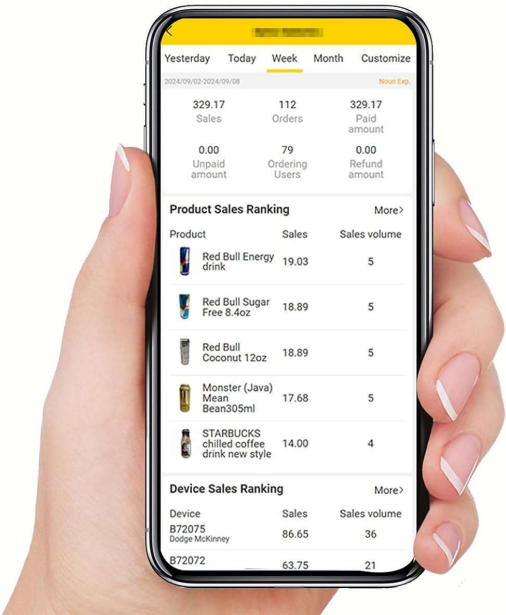 Yesterday Today Week Month Customize
2024/09/02-2024/09/08 Noun Exp.
329.17 112 329.17
Sales Orders Paid
amount
0.00 79 0.00
Unpaid Ordering Refund
amount Users amount
Product Sales Ranking More>
Product Sales Sales volume
Red Bull Energy
drink 19.03 5
Red Bull Sugar
Free 8.4oz 18.89 5
Red Bull
Coconut 12oz 18.89 5
Monster (Java)
Mean 17.68 5
Bean305ml
STARBUCKS
chilled coffee 14.00 4
drink new style
Device Sales Ranking More>
Device Sales Sales volume
B72075 86.65 36
Dodge McKinney
B72072 63.75 21